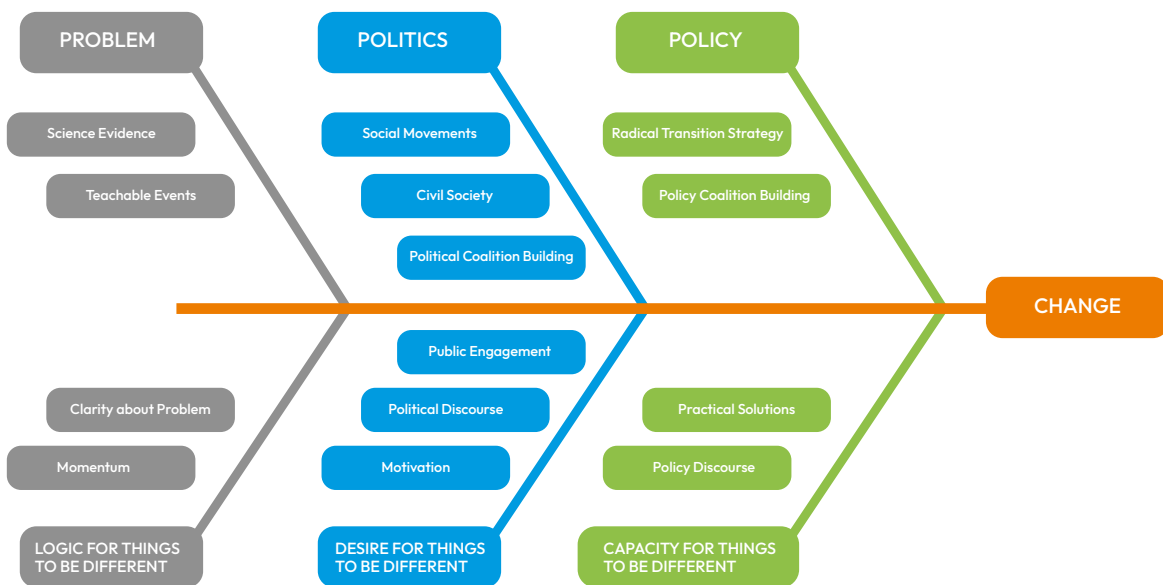 PROBLEM
POLITICS
POLICY
Science Evidence
Social Movements
Radical Transition Strategy
Teachable Events
Civil Society
Policy Coalition Building
Political Coalition Building
CHANGE
Public Engagement
Clarity about Problem
Political Discourse
Practical Solutions
Momentum
Motivation
Policy Discourse
LOGIC FOR THINGS
TO BE DIFFERENT
DESIRE FOR THINGS
TO BE DIFFERENT
CAPACITY FOR THINGS
TO BE DIFFERENT